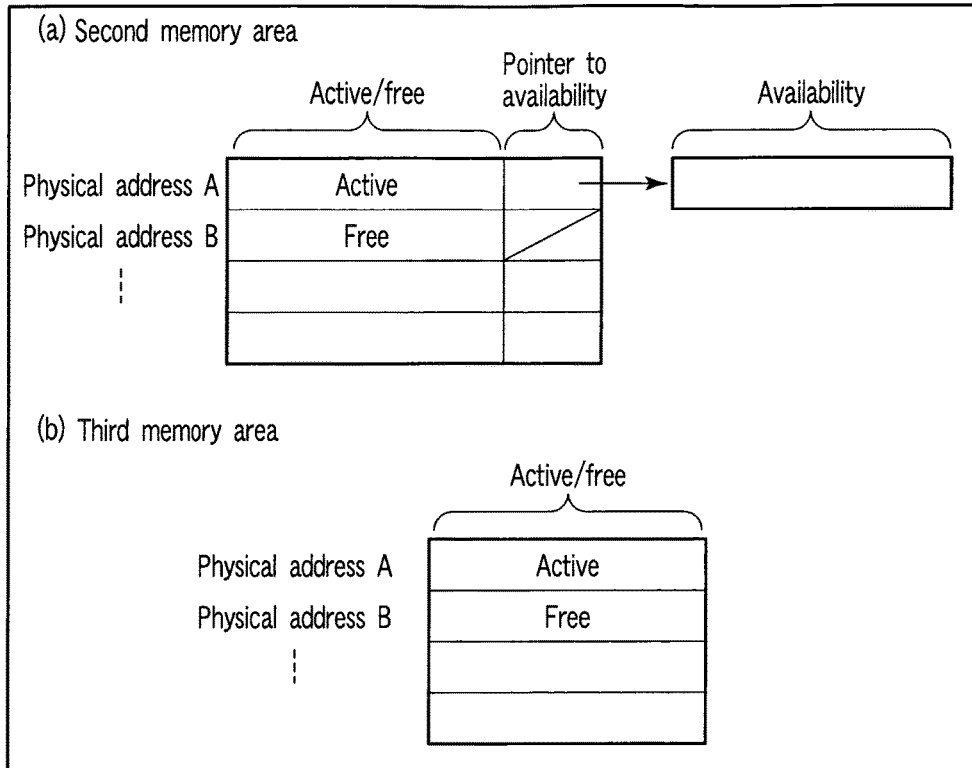 (a) Second memory area
Pointer to
availability
Active/free
Availability
Physical address A
Active
Physical address B
Free
(b) Third memory area
Active/free
Physical address A
Active
Physical address B
Free